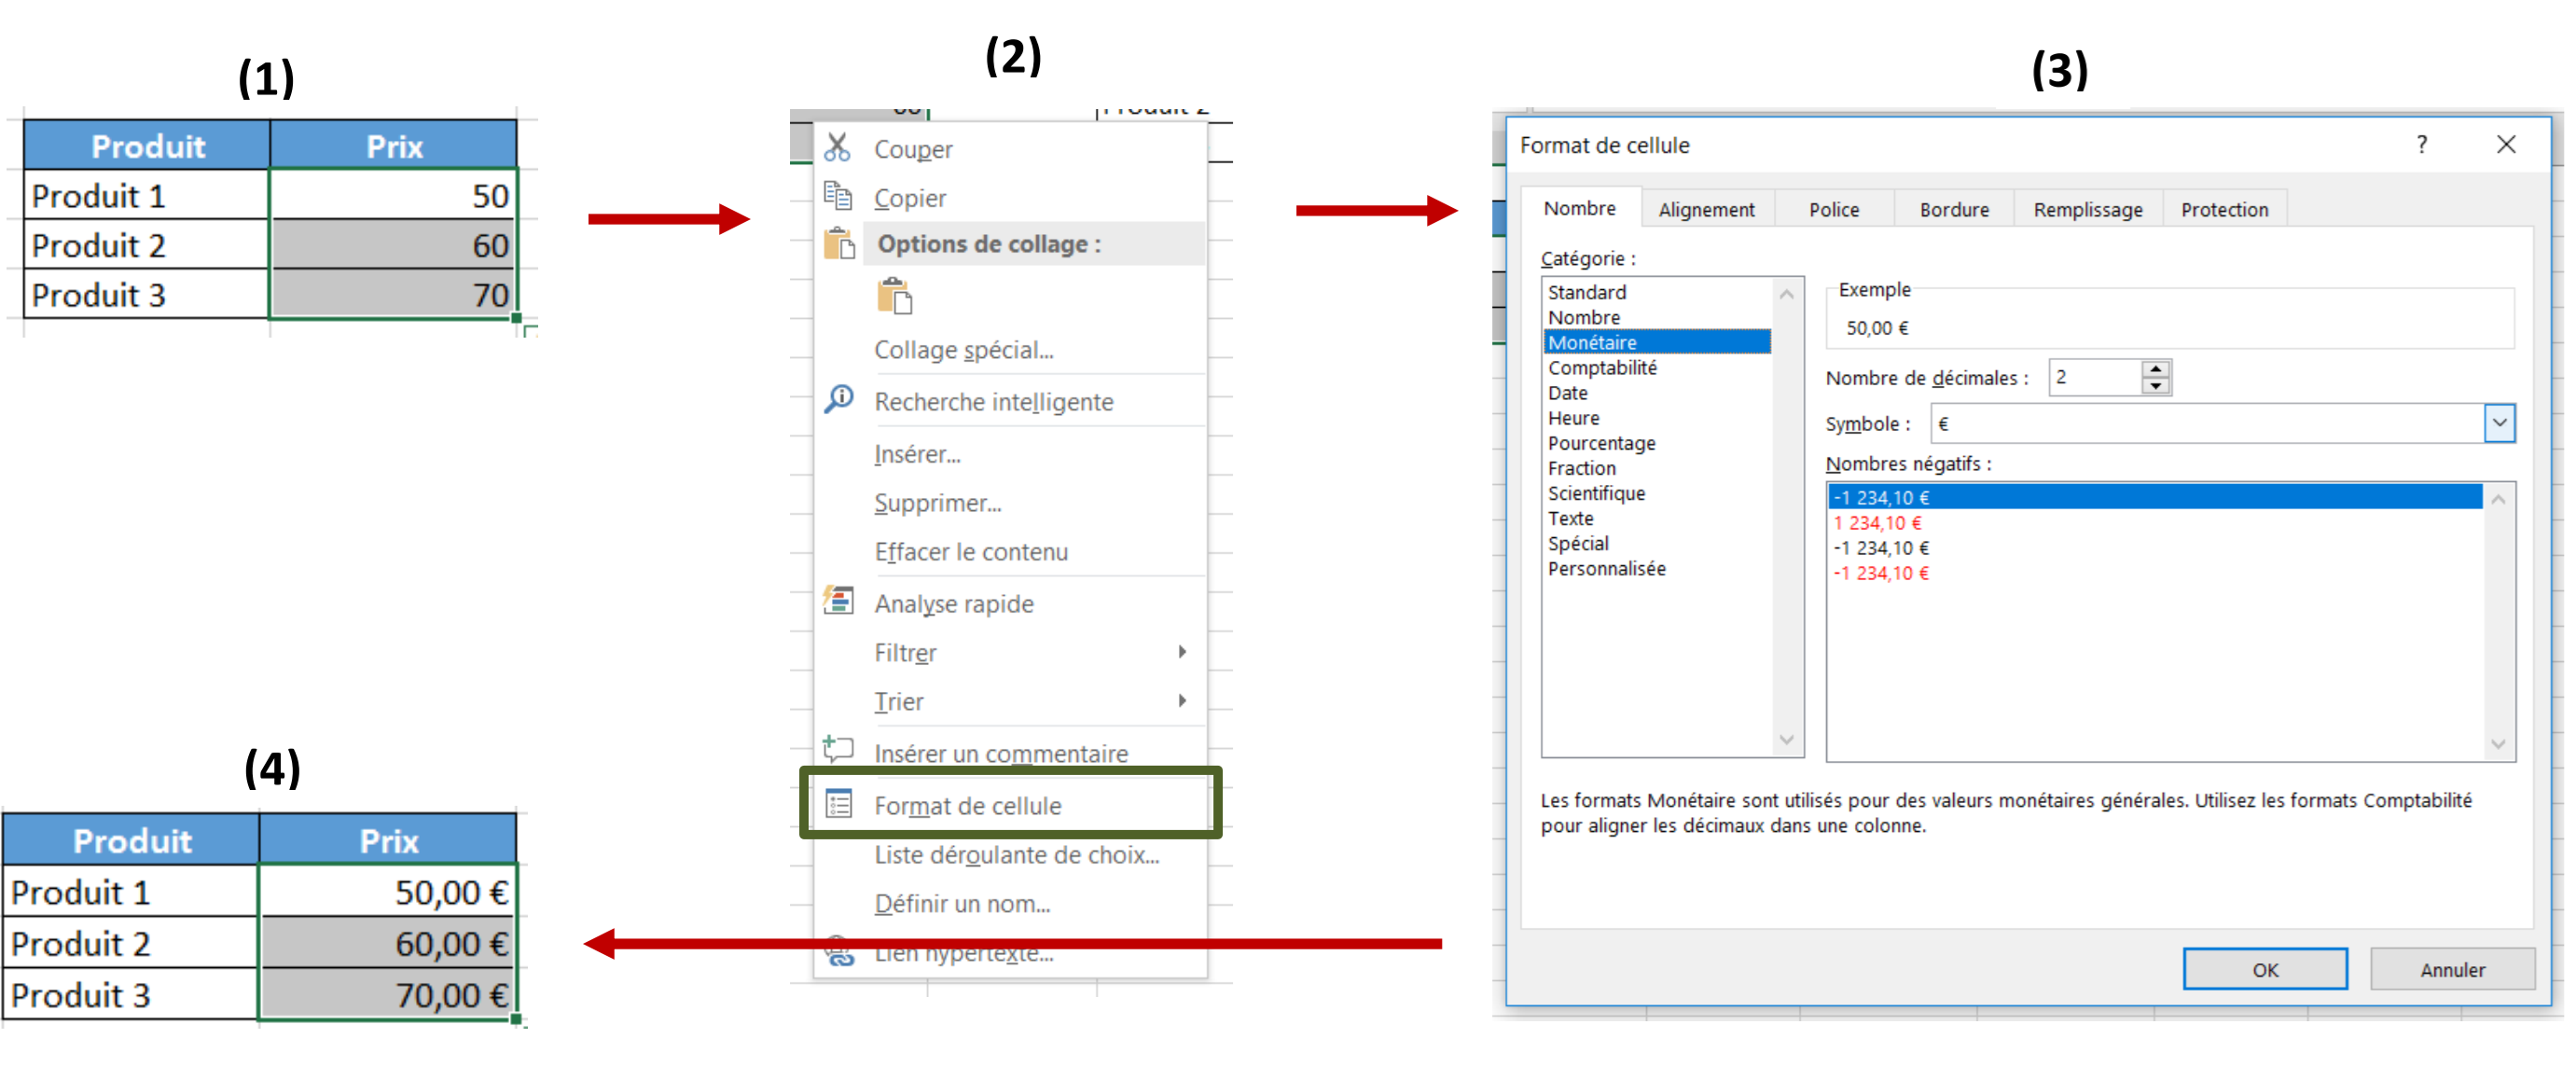 (1)
Produit Prix
Produit 1 50
Produit 2 60
Produit 3 70
(2)
Couper
Copier
Options de collage :
Collage spécial...
Recherche intelligente
Insérer...
Supprimer...
Effacer le contenu
Analyse rapide
Filtrer
Trier
Insérer un commentaire
Format de cellule
Liste déroulante de choix...
Définir un nom...
Lien hypertexte...
(3)
Format de cellule ?
Nombre Alignement Police Bordure Remplissage Protection
Catégorie :
Standard
Nombre
Monétaire
Comptabilité
Date
Heure
Pourcentage
Fraction
Scientifique
Texte
Spécial
Personnalisée
Exemple
50,00 €
Nombre de décimales : 2
Symbole : €
Nombres négatifs :
-1 234,10 €
1 234,10 €
-1 234,10 €
-1 234,10 €
Les formats Monétaire sont utilisés pour des valeurs monétaires générales. Utilisez les formats Comptabilité
pour aligner les décimaux dans une colonne.
OK Annuler
(4)
Produit Prix
Produit 1 50,00 €
Produit 2 60,00 €
Produit 3 70,00 €